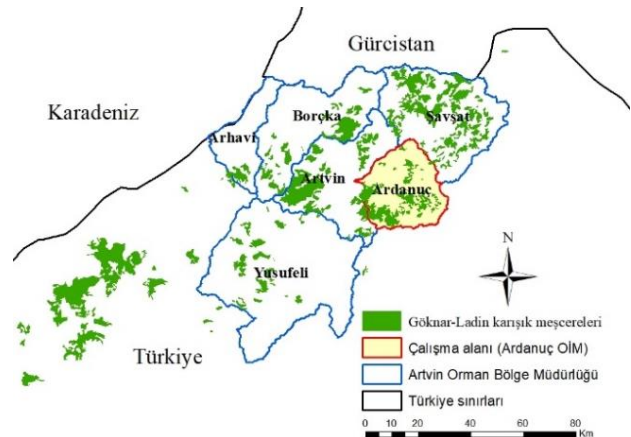 Gürcistan
Karadeniz
Borçka
Şavşat
Arhavi
Artvin
Ardanuç
Yusufeli
N
Türkiye
Göknar-Ladin karışık meşcereleri
Çalışma alanı (Ardanuç OİM)
Artvin Orman Bölge Müdürlüğü
Türkiye sınırları
0 10 20 40 60 80
Km